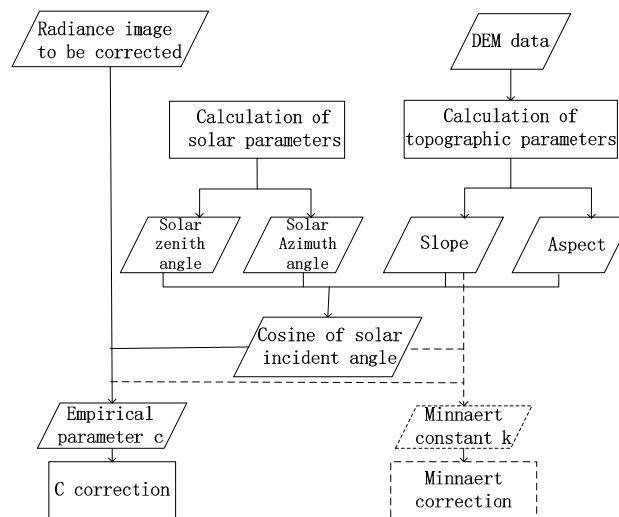 Radiance image
to be corrected
DEM data
Calculation of
solar parameters
Calculation of
topographic parameters
Solar
zenith
angle
Solar
Azimuth
angle
Slope
Aspect
Cosine of solar
incident angle
Empirical
parameter c
Minnaert
constant k
C correction
Minnaert
correction